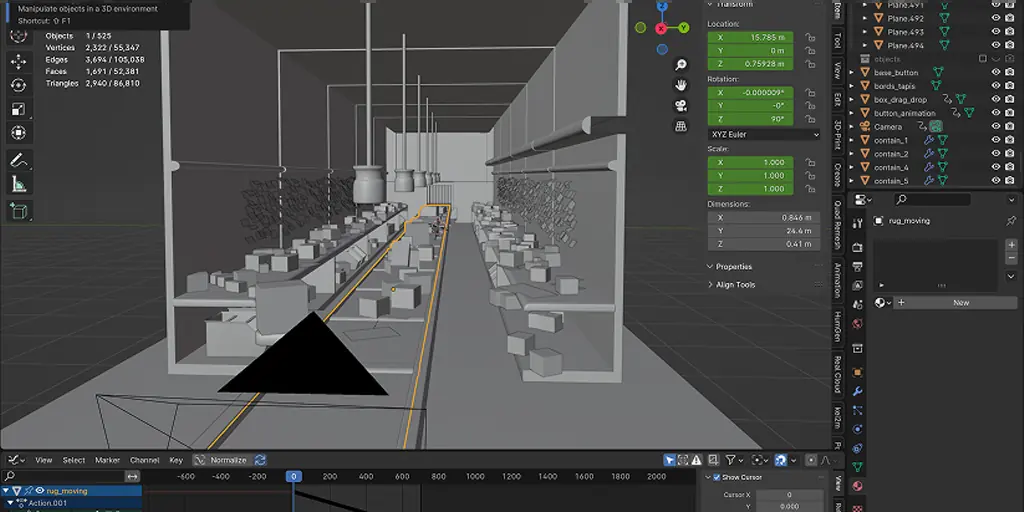 Manipulate objects in a 3D environment
Shortcut: ⇧ F1
Objects 1 / 525
Vertices 2,322 / 55,347
Edges 3,694 / 105,038
Faces 1,691 / 52,381
Triangles 2,940 / 86,810
Z
Y
X
Transform
Location:
X 15.785 m
Y 0 m
Z 0.75928 m
Rotation:
X -0.000009°
Y -0°
Z 90°
XYZ Euler
Scale:
X 1.000
Y 1.000
Z 1.000
Dimensions:
X 0.846 m
Y 24.4 m
Z 0.41 m
Properties
Align Tools
Item
Tool
View
Edit
3D-Print
Create
Quad Remesh
Animation
HumGen
Real Cloud
Plane.491
Plane.492
Plane.493
Plane.494
objects
base_button
bords_tapis
box_drag_drop
button_animation
Camera
contain_1
contain_2
contain_4
contain_5
rug_moving
New
View Select Marker Channel Key Normalize
-600 -400 -200 0 200 400 600 800 1000 1200 1400 1600 1800 2000
rug_moving
Action.001
Show Cursor
Cursor X 0
Y 0.000
View